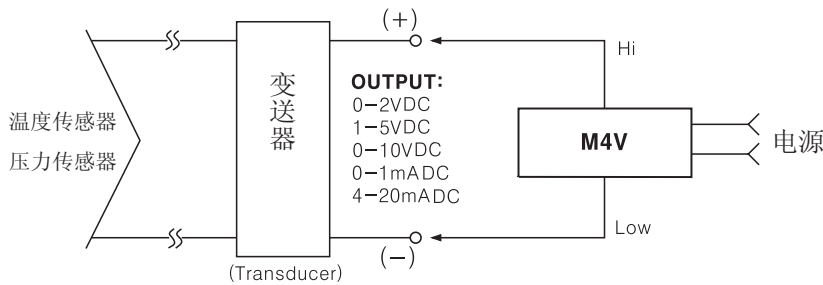 (+)
Hi
变送器
OUTPUT:
0-2VDC
1-5VDC
0-10VDC
0-1mADC
4-20mADC
温度传感器
压力传感器
M4V
电源
Low
(-)
(Transducer)